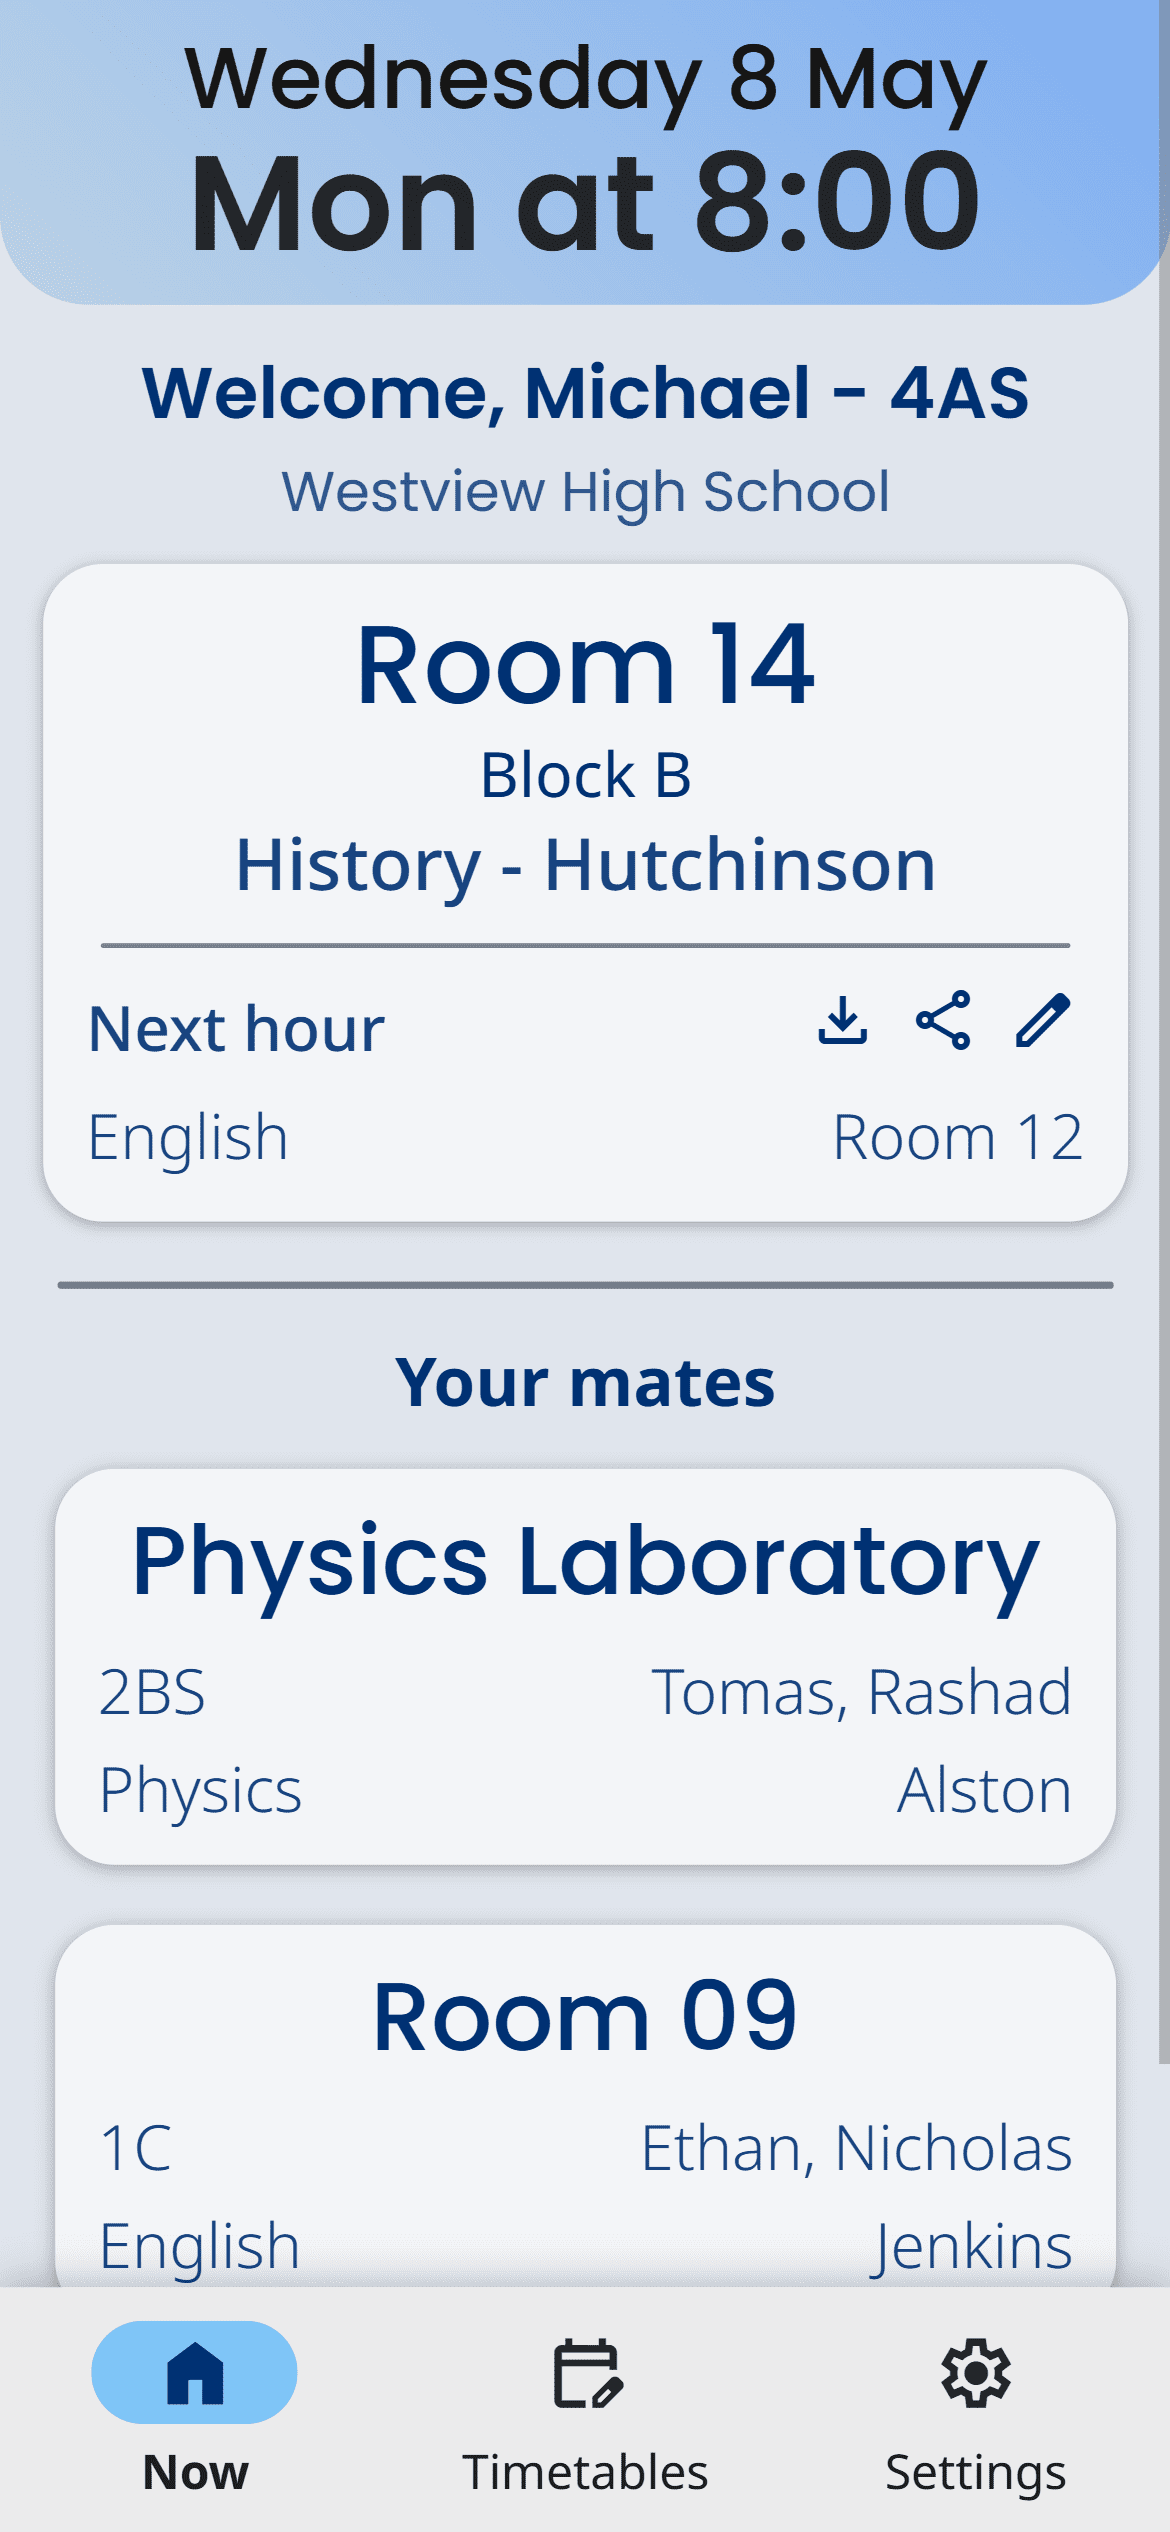 Wednesday 8 May
Mon at 8:00
Welcome, Michael - 4AS
Westview High School
Room 14
Block B
History - Hutchinson
Next hour
English Room 12
Your mates
Physics Laboratory
2BS Tomas, Rashad
Physics Alston
Room 09
1C Ethan, Nicholas
English Jenkins
Now Timetables Settings